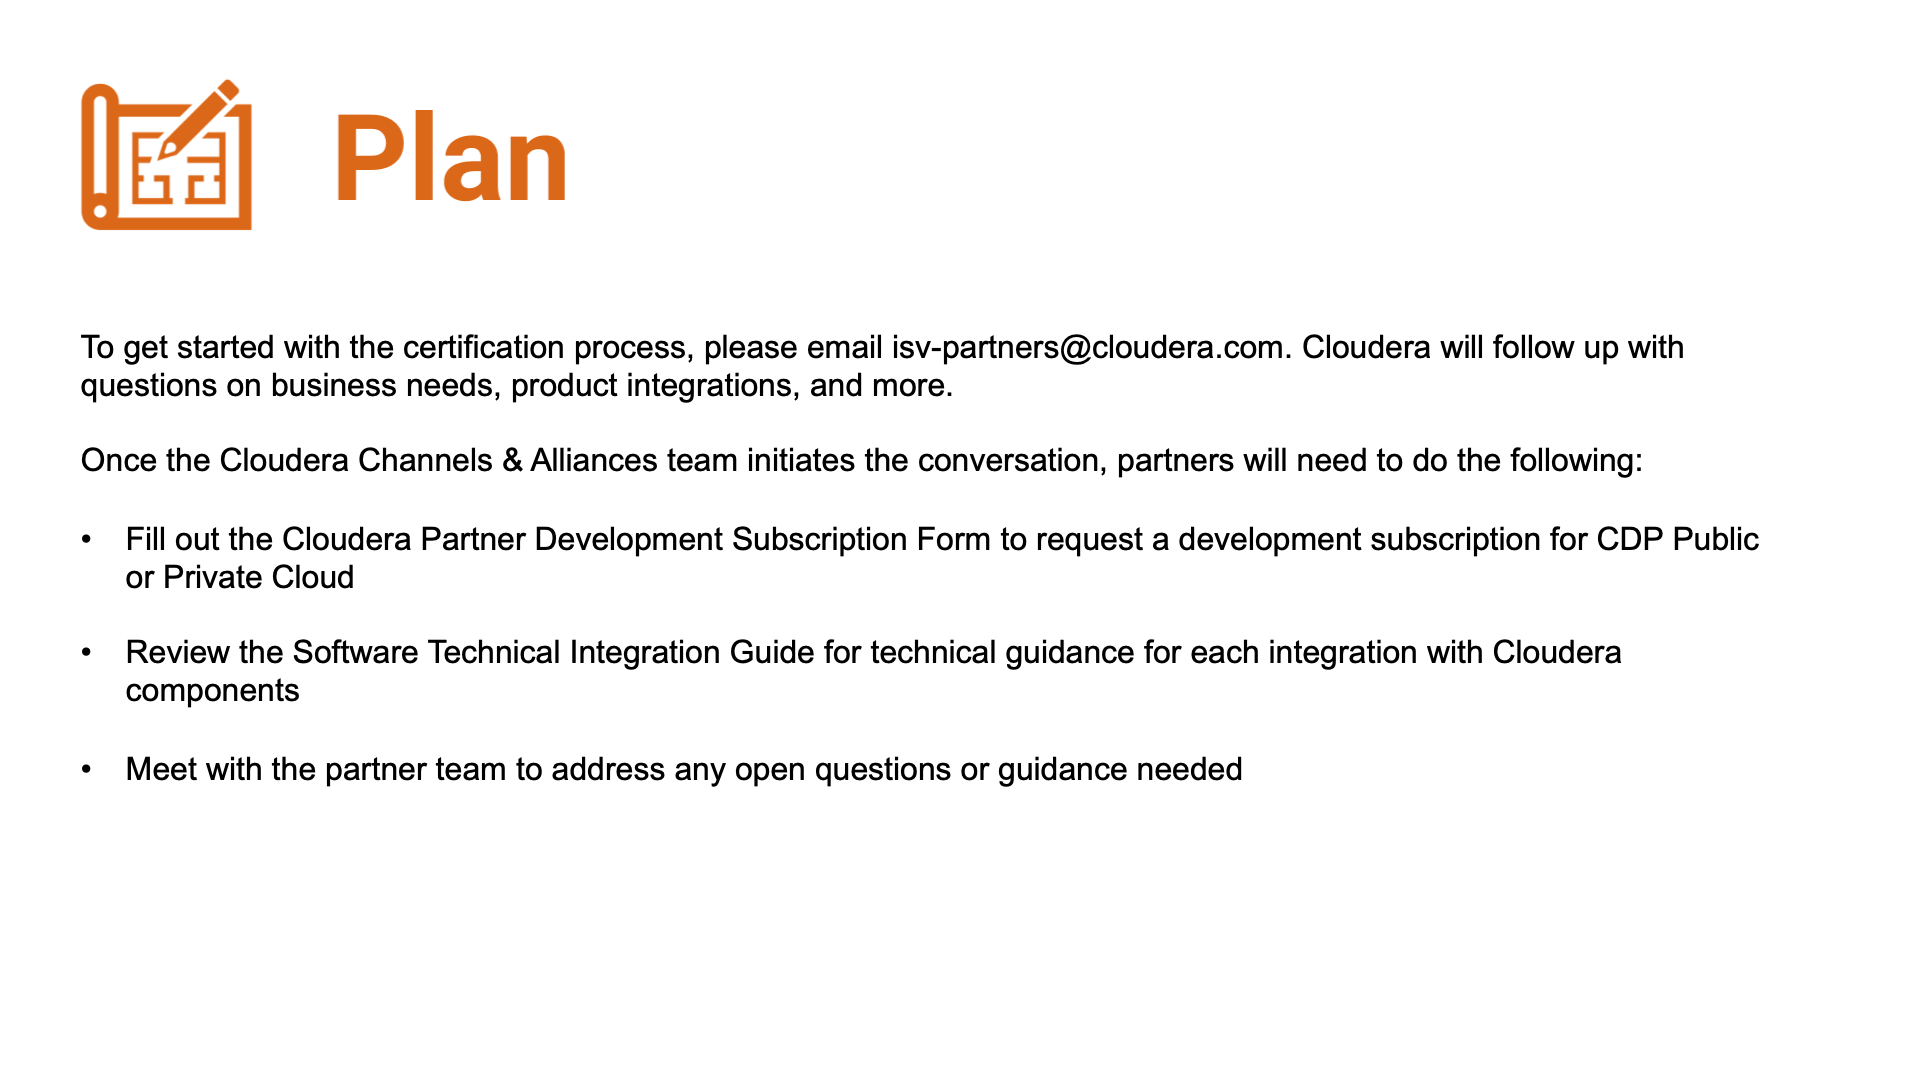 Plan
To get started with the certification process, please email isv-partners@cloudera.com. Cloudera will follow up with
questions on business needs, product integrations, and more.
Once the Cloudera Channels & Alliances team initiates the conversation, partners will need to do the following:
• Fill out the Cloudera Partner Development Subscription Form to request a development subscription for CDP Public
or Private Cloud
• Review the Software Technical Integration Guide for technical guidance for each integration with Cloudera
components
• Meet with the partner team to address any open questions or guidance needed